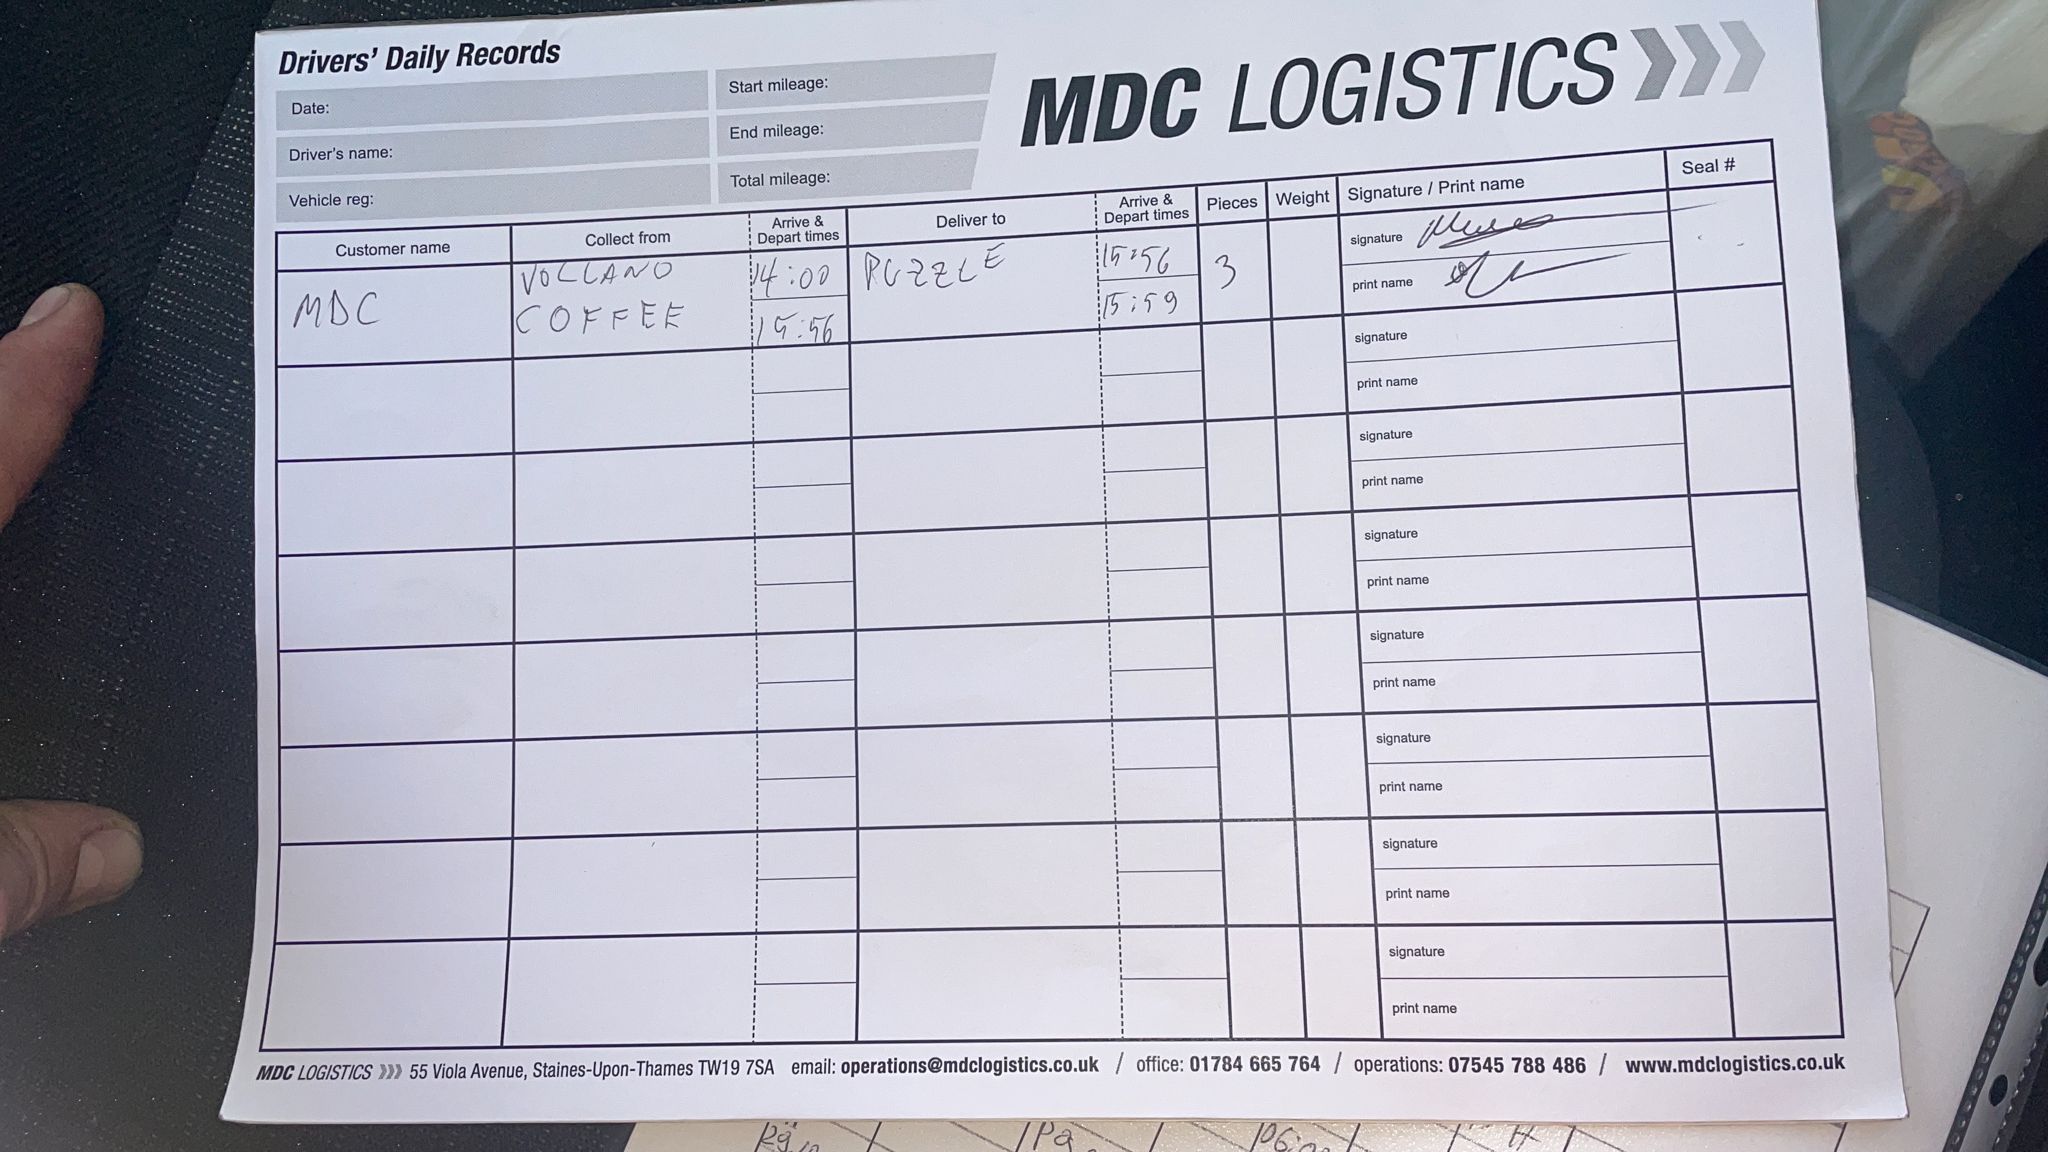 Drivers' Daily Records
MDC LOGISTICS
Date:
Start mileage:
Driver's name:
End mileage:
Vehicle reg:
Total mileage:
Customer name
Collect from
Arrive &
Depart times
Deliver to
Arrive &
Depart times
Pieces
Weight
Signature / Print name
Seal #
MDC
VOLCANO
COFFEE
14:00
15:56
PUZZLE
15:56
15:59
3
signature
print name
signature
print name
signature
print name
signature
print name
signature
print name
signature
print name
signature
print name
signature
print name
MDC LOGISTICS 55 Viola Avenue, Staines-Upon-Thames TW19 7SA email: operations@mdclogistics.co.uk / office: 01784 665 764 / operations: 07545 788 486 / www.mdclogistics.co.uk